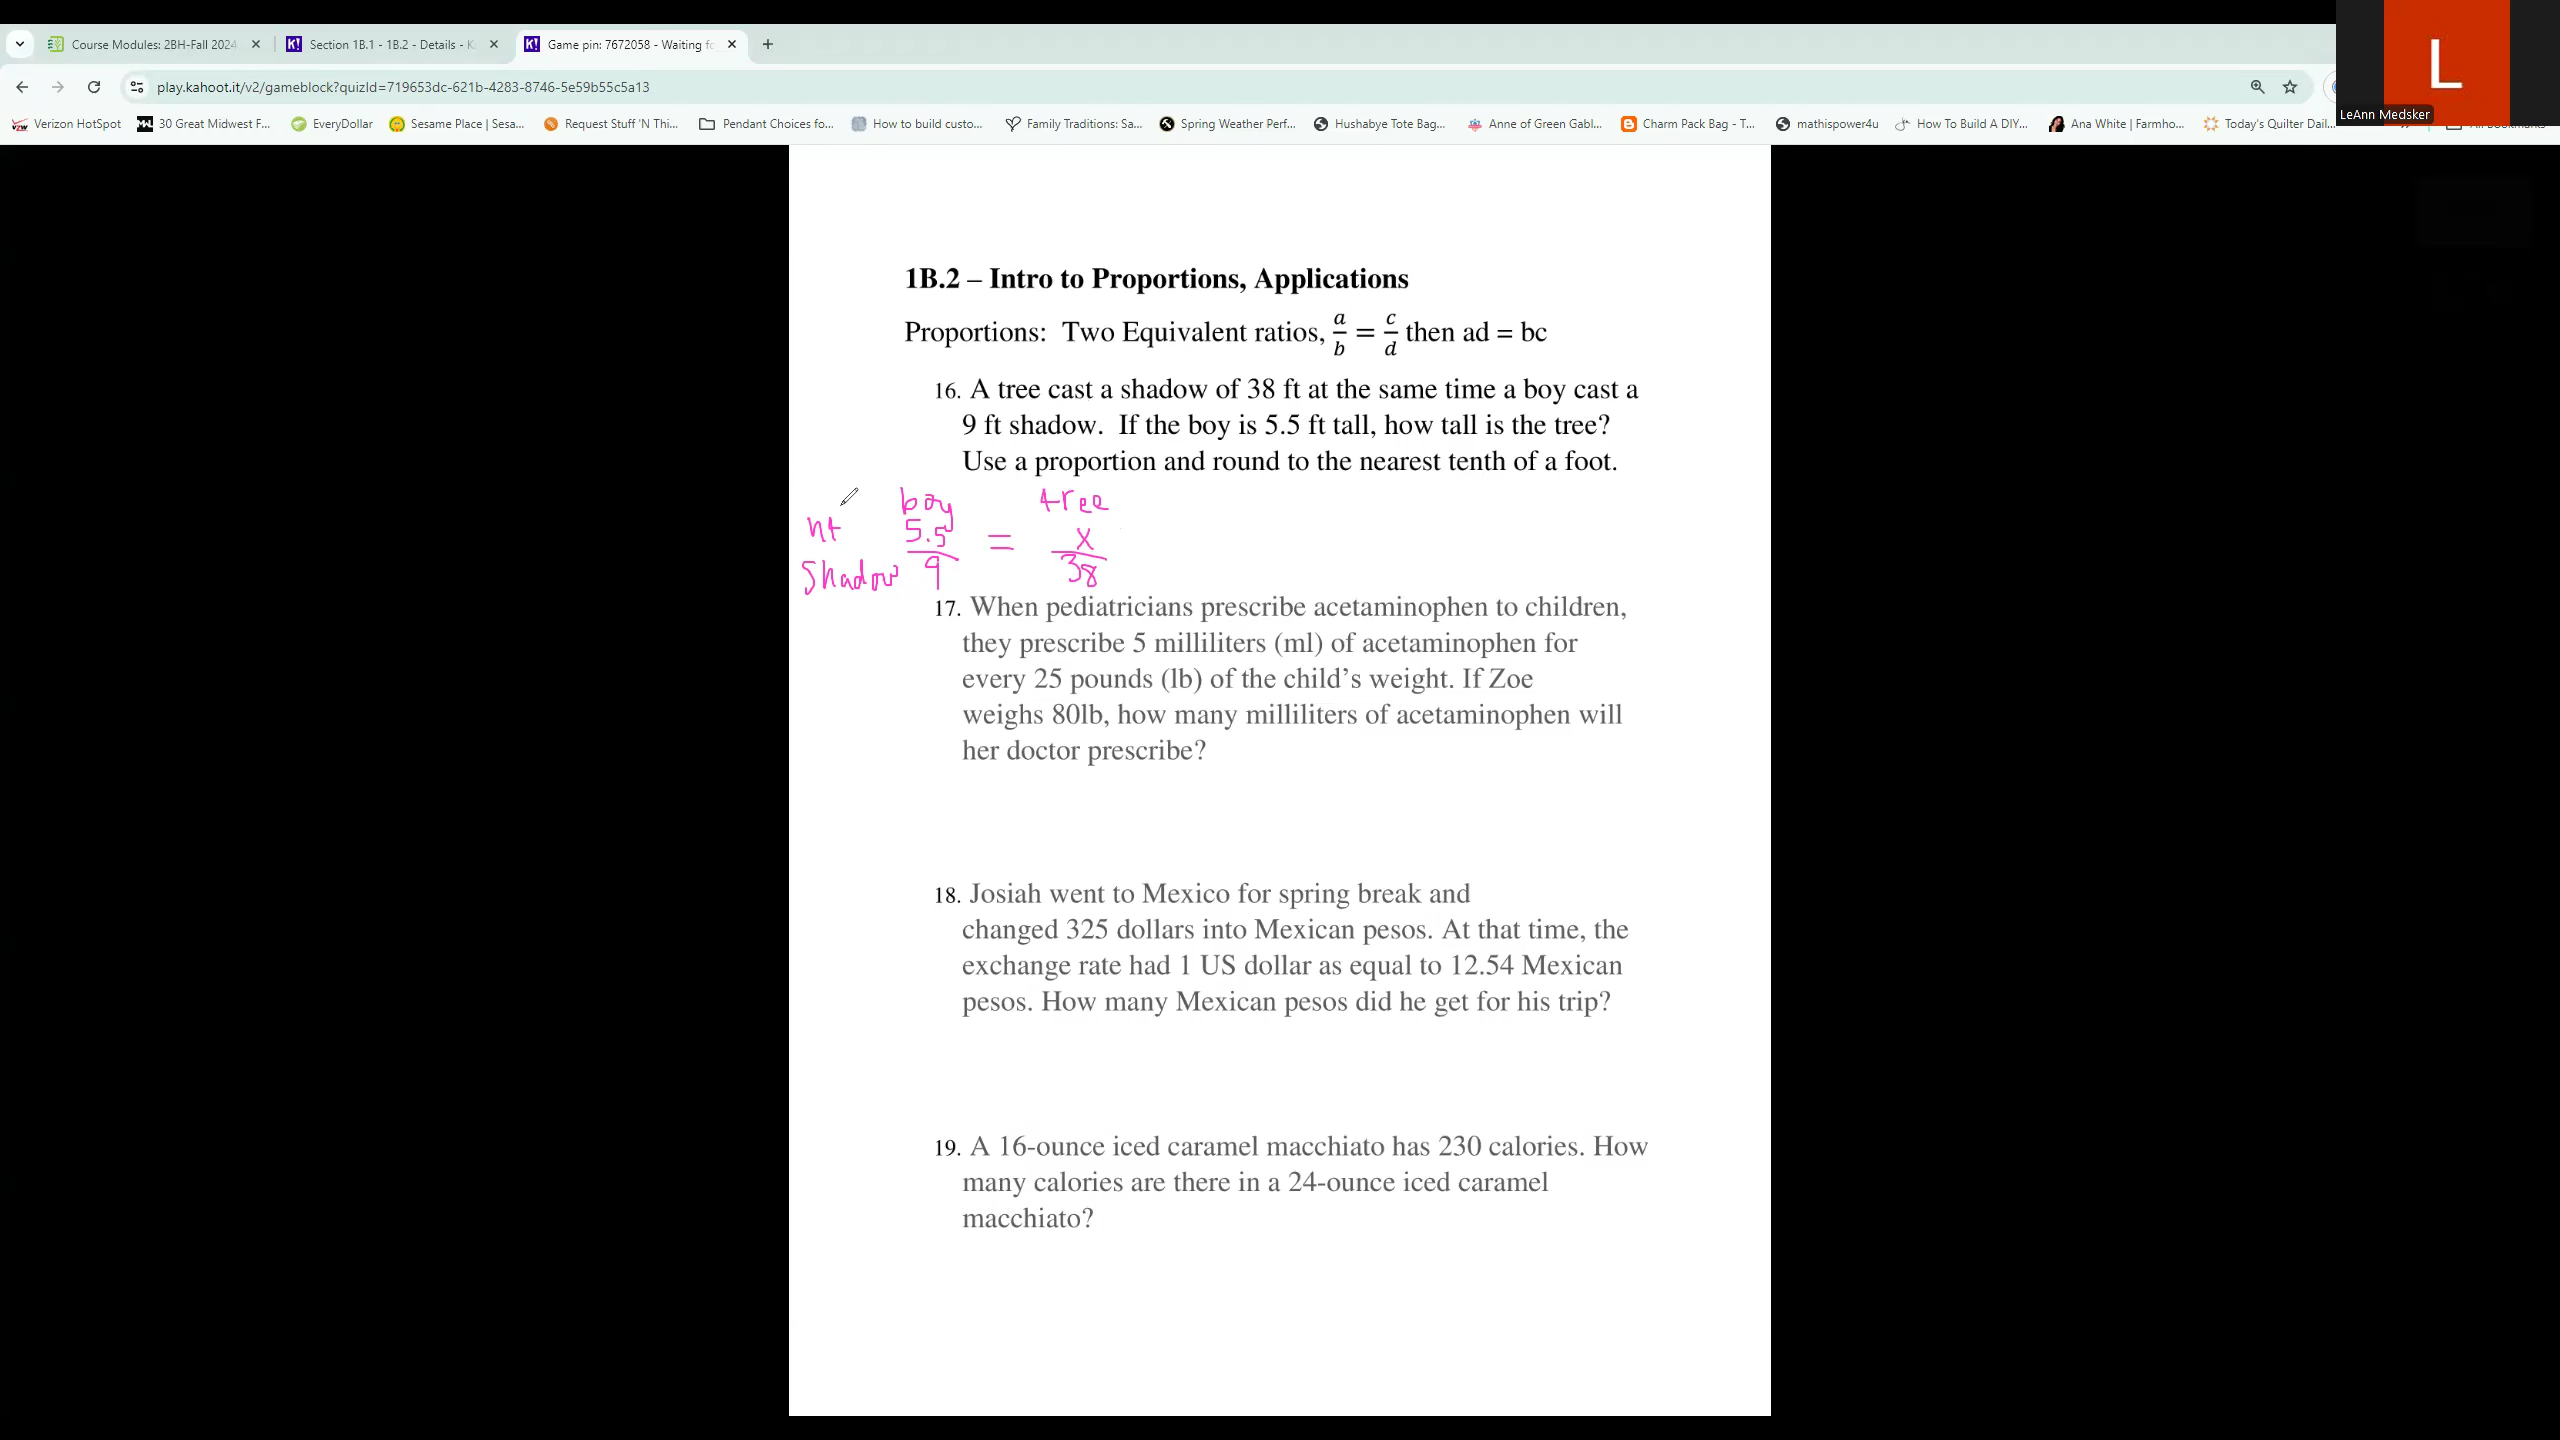 Course Modules: 2BH-Fall 2024
Section 1B.1 - 1B.2 - Details - K
Game pin: 7672058 - Waiting fo
play.kahoot.it/v2/gameblock?quizId=719653dc-621b-4283-8746-5e59b55c5a13
Verizon HotSpot 30 Great Midwest F... EveryDollar Sesame Place | Sesa... Request Stuff 'N Thi... Pendant Choices fo... How to build custo... Family Traditions: Sa... Spring Weather Perf... Hushabye Tote Bag... Anne of Green Gabl... Charm Pack Bag - T... mathispower4u How To Build A DIY... Ana White | Farmho... Today's Quilter Dail...
L
LeAnn Medsker
1B.2 – Intro to Proportions, Applications
Proportions: Two Equivalent ratios, a/b = c/d then ad = bc
16. A tree cast a shadow of 38 ft at the same time a boy cast a
9 ft shadow. If the boy is 5.5 ft tall, how tall is the tree?
Use a proportion and round to the nearest tenth of a foot.
boy tree
ht 5.5 = x
shadow 9 38
17. When pediatricians prescribe acetaminophen to children,
they prescribe 5 milliliters (ml) of acetaminophen for
every 25 pounds (lb) of the child’s weight. If Zoe
weighs 80lb, how many milliliters of acetaminophen will
her doctor prescribe?
18. Josiah went to Mexico for spring break and
changed 325 dollars into Mexican pesos. At that time, the
exchange rate had 1 US dollar as equal to 12.54 Mexican
pesos. How many Mexican pesos did he get for his trip?
19. A 16-ounce iced caramel macchiato has 230 calories. How
many calories are there in a 24-ounce iced caramel
macchiato?